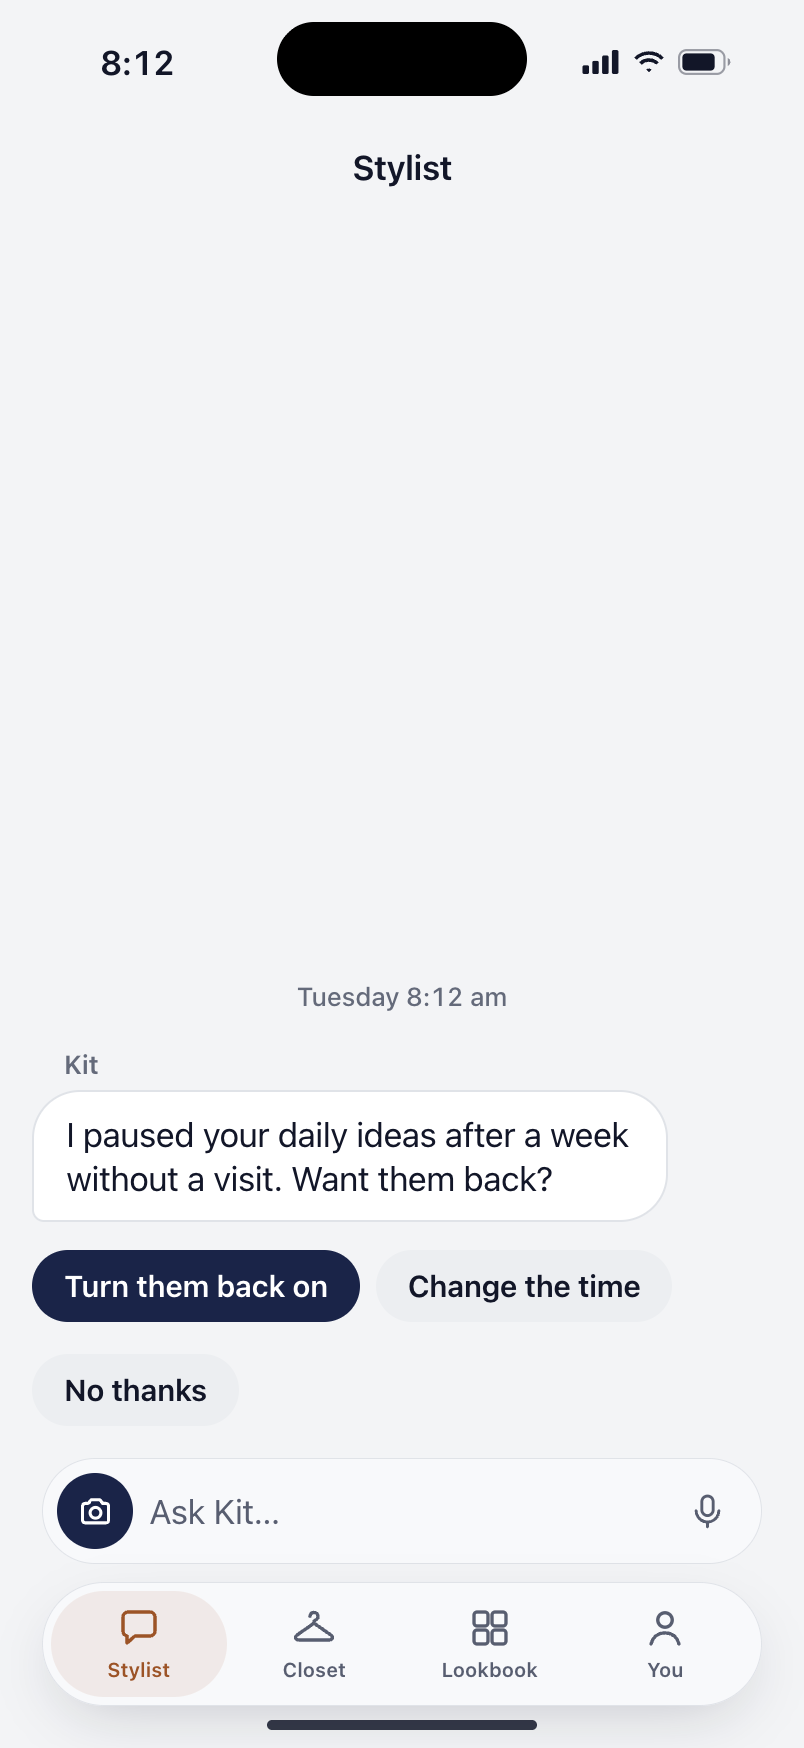 8:12
Stylist
Tuesday 8:12 am
Kit
I paused your daily ideas after a week
without a visit. Want them back?
Turn them back on
Change the time
No thanks
Ask Kit...
Stylist
Closet
Lookbook
You